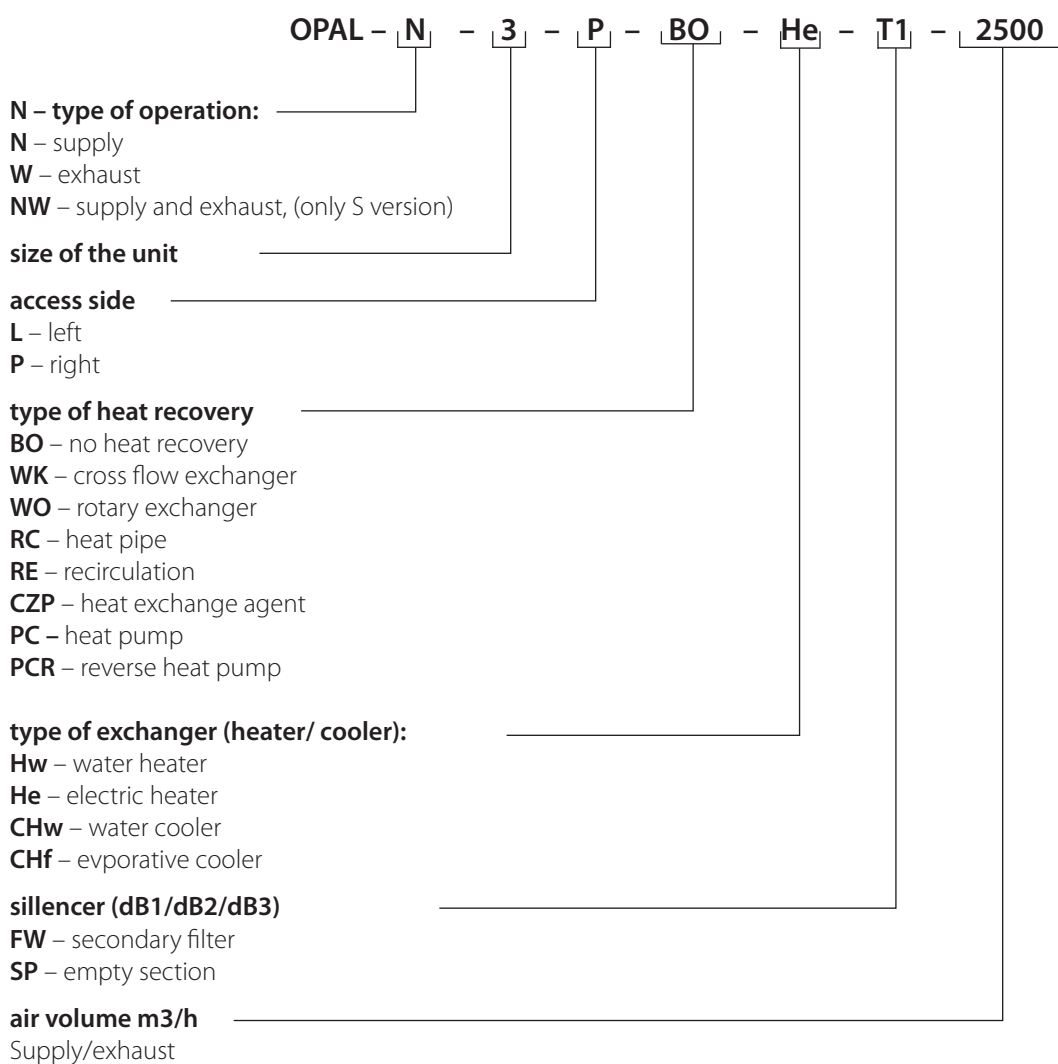 OPAL – N – 3 – P – BO – He – T1 – 2500
N – type of operation:
N – supply
W – exhaust
NW – supply and exhaust, (only S version)
size of the unit
access side
L – left
P – right
type of heat recovery
BO – no heat recovery
WK – cross flow exchanger
WO – rotary exchanger
RC – heat pipe
RE – recirculation
CZP – heat exchange agent
PC – heat pump
PCR – reverse heat pump
type of exchanger (heater/ cooler):
Hw – water heater
He – electric heater
CHw – water cooler
CHf – evporative cooler
sillencer (dB1/dB2/dB3)
FW – secondary filter
SP – empty section
air volume m3/h
Supply/exhaust